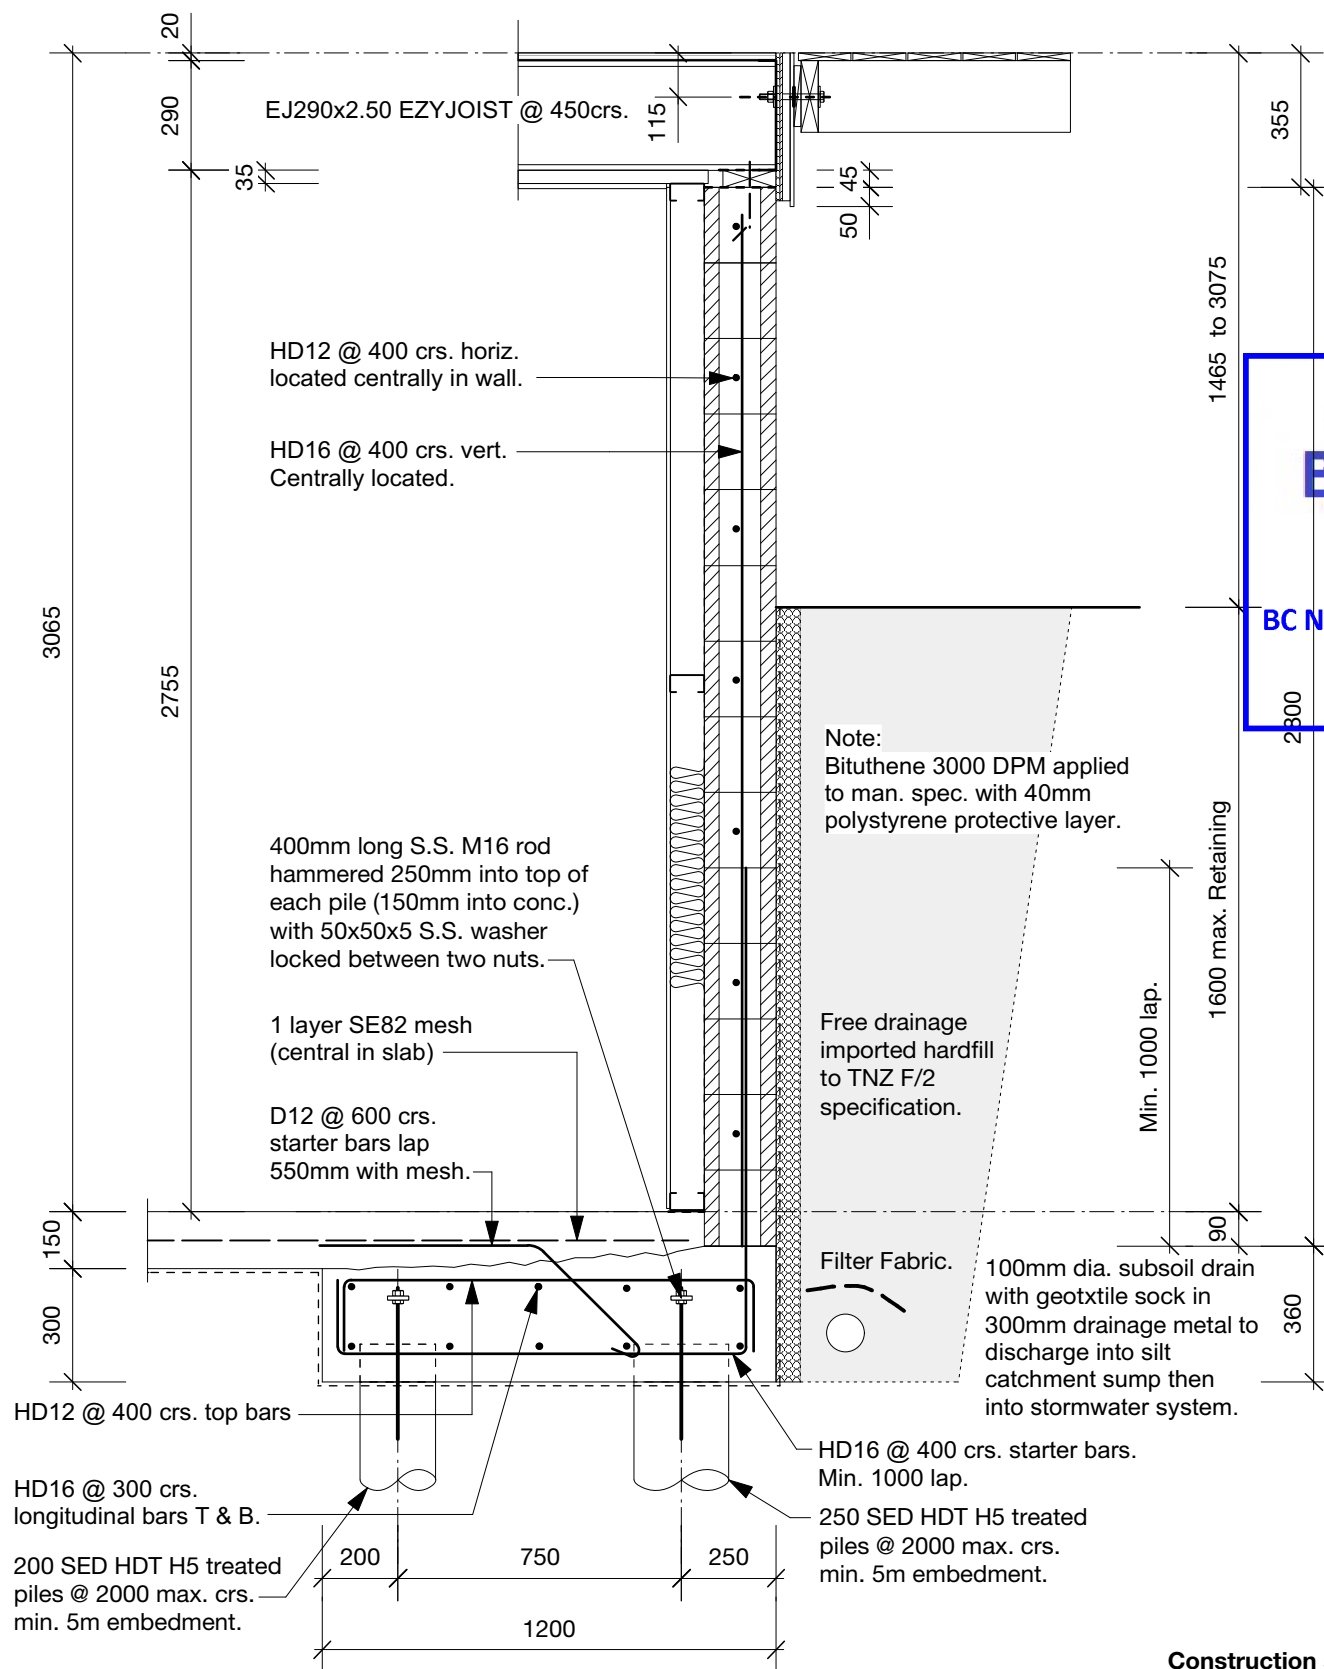 20
290
EJ290x2.50 EZYJOIST @ 450crs.
115
355
35
45
50
HD12 @ 400 crs. horiz.
located centrally in wall.
HD16 @ 400 crs. vert.
Centrally located.
1465 to 3075
3065
2755
BC N
2800
Note:
Bituthene 3000 DPM applied
to man. spec. with 40mm
polystyrene protective layer.
400mm long S.S. M16 rod
hammered 250mm into top of
each pile (150mm into conc.)
with 50x50x5 S.S. washer
locked between two nuts.
1600 max. Retaining
Min. 1000 lap.
1 layer SE82 mesh
(central in slab)
Free drainage
imported hardfill
to TNZ F/2
specification.
D12 @ 600 crs.
starter bars lap
550mm with mesh.
150
90
Filter Fabric.
100mm dia. subsoil drain
with geotxtile sock in
300mm drainage metal to
discharge into silt
catchment sump then
into stormwater system.
300
360
HD12 @ 400 crs. top bars
HD16 @ 400 crs. starter bars.
Min. 1000 lap.
HD16 @ 300 crs.
longitudinal bars T & B.
250 SED HDT H5 treated
piles @ 2000 max. crs.
min. 5m embedment.
200 SED HDT H5 treated
piles @ 2000 max. crs.
min. 5m embedment.
200
750
250
1200
Construction